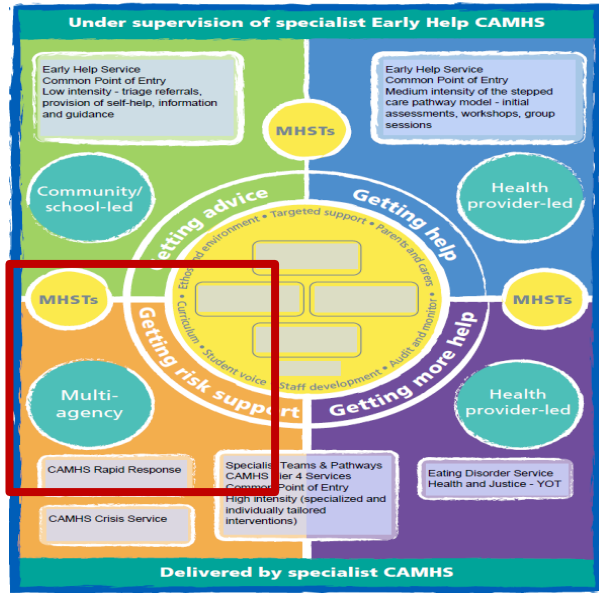 Under supervision of specialist Early Help CAMHS
Early Help Service
Common Point of Entry
Low intensity - triage referrals,
provision of self-help, information
and guidance
Early Help Service
Common Point of Entry
Medium intensity of the stepped
care pathway model - initial
assessments, workshops, group
sessions
MHSTs
Community/
school-led
Health
provider-led
Getting advice
Getting help
Ethos and environment • Targeted support • Parents and carers •
MHSTs
MHSTs
Curriculum • Student voice • Staff development • Audit and monitor •
Getting risk support
Getting more help
Multi-
agency
Health
provider-led
CAMHS Rapid Response
CAMHS Crisis Service
Specialist Teams & Pathways
CAMHS Tier 4 Services
Common Point of Entry
High intensity (specialized and
individually tailored
interventions)
Eating Disorder Service
Health and Justice - YOT
Delivered by specialist CAMHS